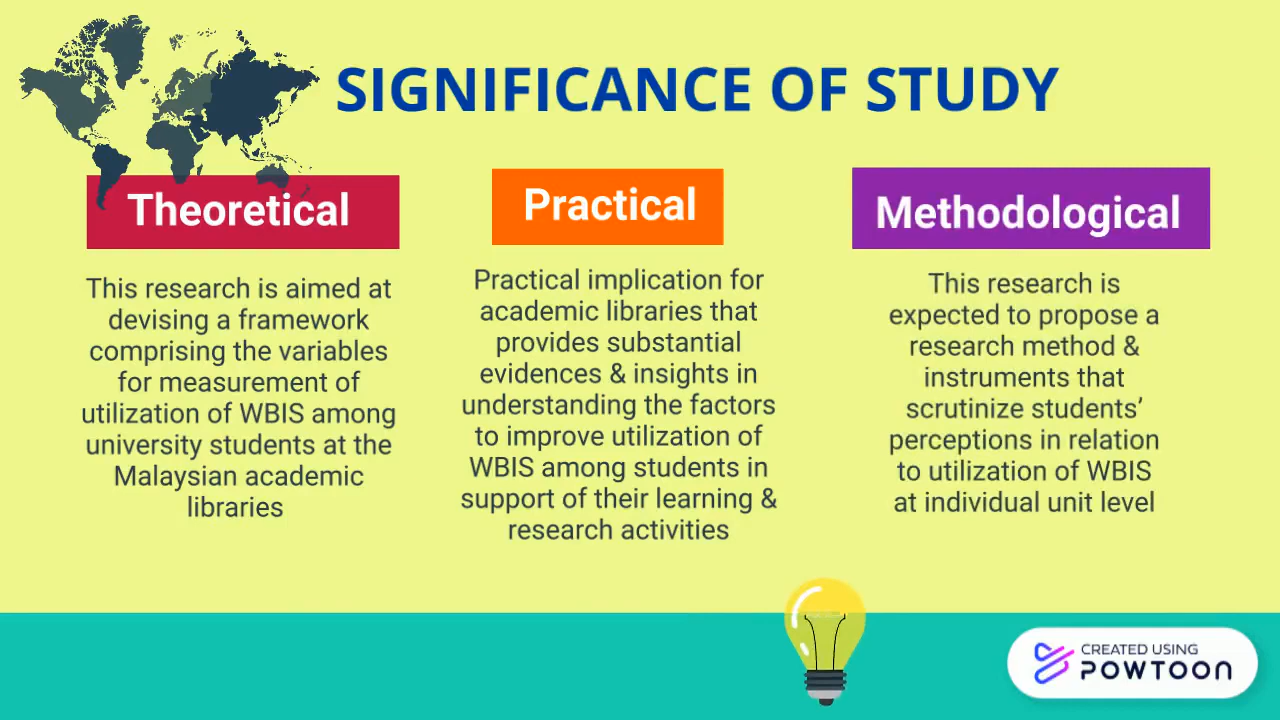 SIGNIFICANCE OF STUDY
Theoretical
This research is aimed at
devising a framework
comprising the variables
for measurement of
utilization of WBIS among
university students at the
Malaysian academic
libraries
Practical
Practical implication for
academic libraries that
provides substantial
evidences & insights in
understanding the factors
to improve utilization of
WBIS among students in
support of their learning &
research activities
Methodological
This research is
expected to propose a
research method &
instruments that
scrutinize students’
perceptions in relation
to utilization of WBIS
at individual unit level
CREATED USING
POWTOON